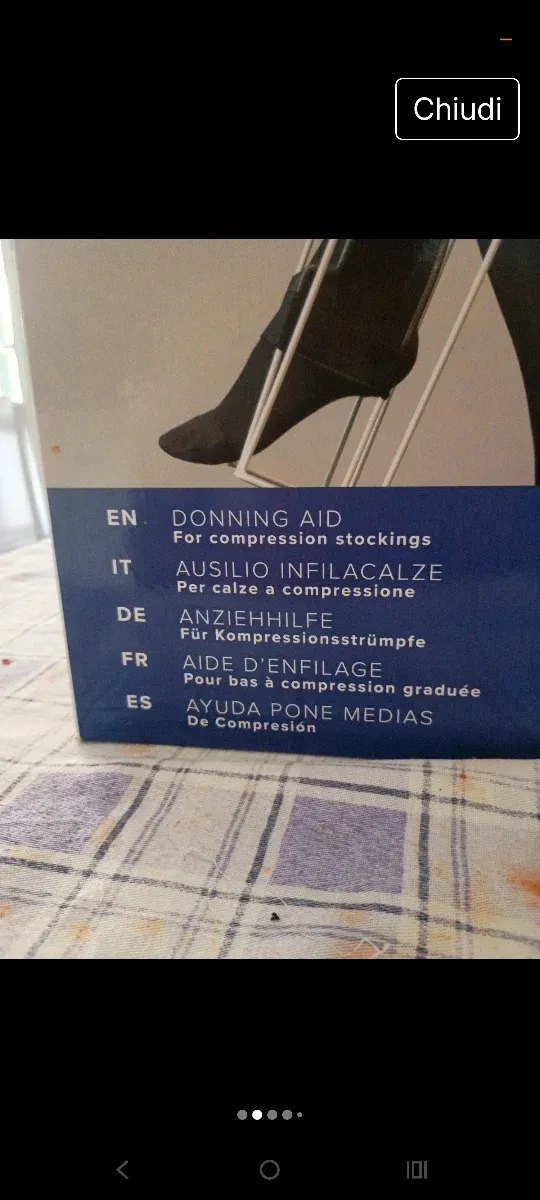 Chiudi
EN DONNING AID
For compression stockings
IT AUSILIO INFILACALZE
Per calze a compressione
DE ANZIEHHILFE
Für Kompressionsstrümpfe
FR AIDE D'ENFILAGE
Pour bas à compression graduée
ES AYUDA PONE MEDIAS
De Compresión